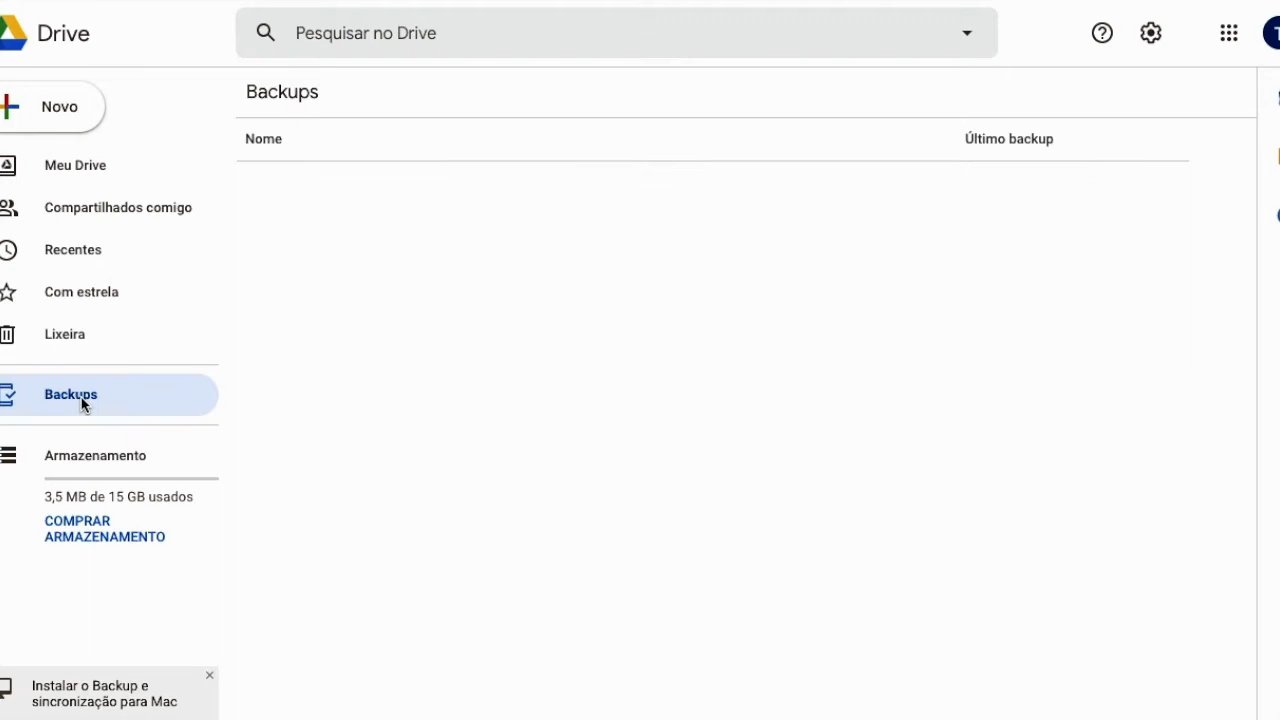 Drive
Pesquisar no Drive
Novo
Backups
Nome
Último backup
Meu Drive
Compartilhados comigo
Recentes
Com estrela
Lixeira
Backups
Armazenamento
3,5 MB de 15 GB usados
COMPRAR
ARMAZENAMENTO
Instalar o Backup e
sincronização para Mac